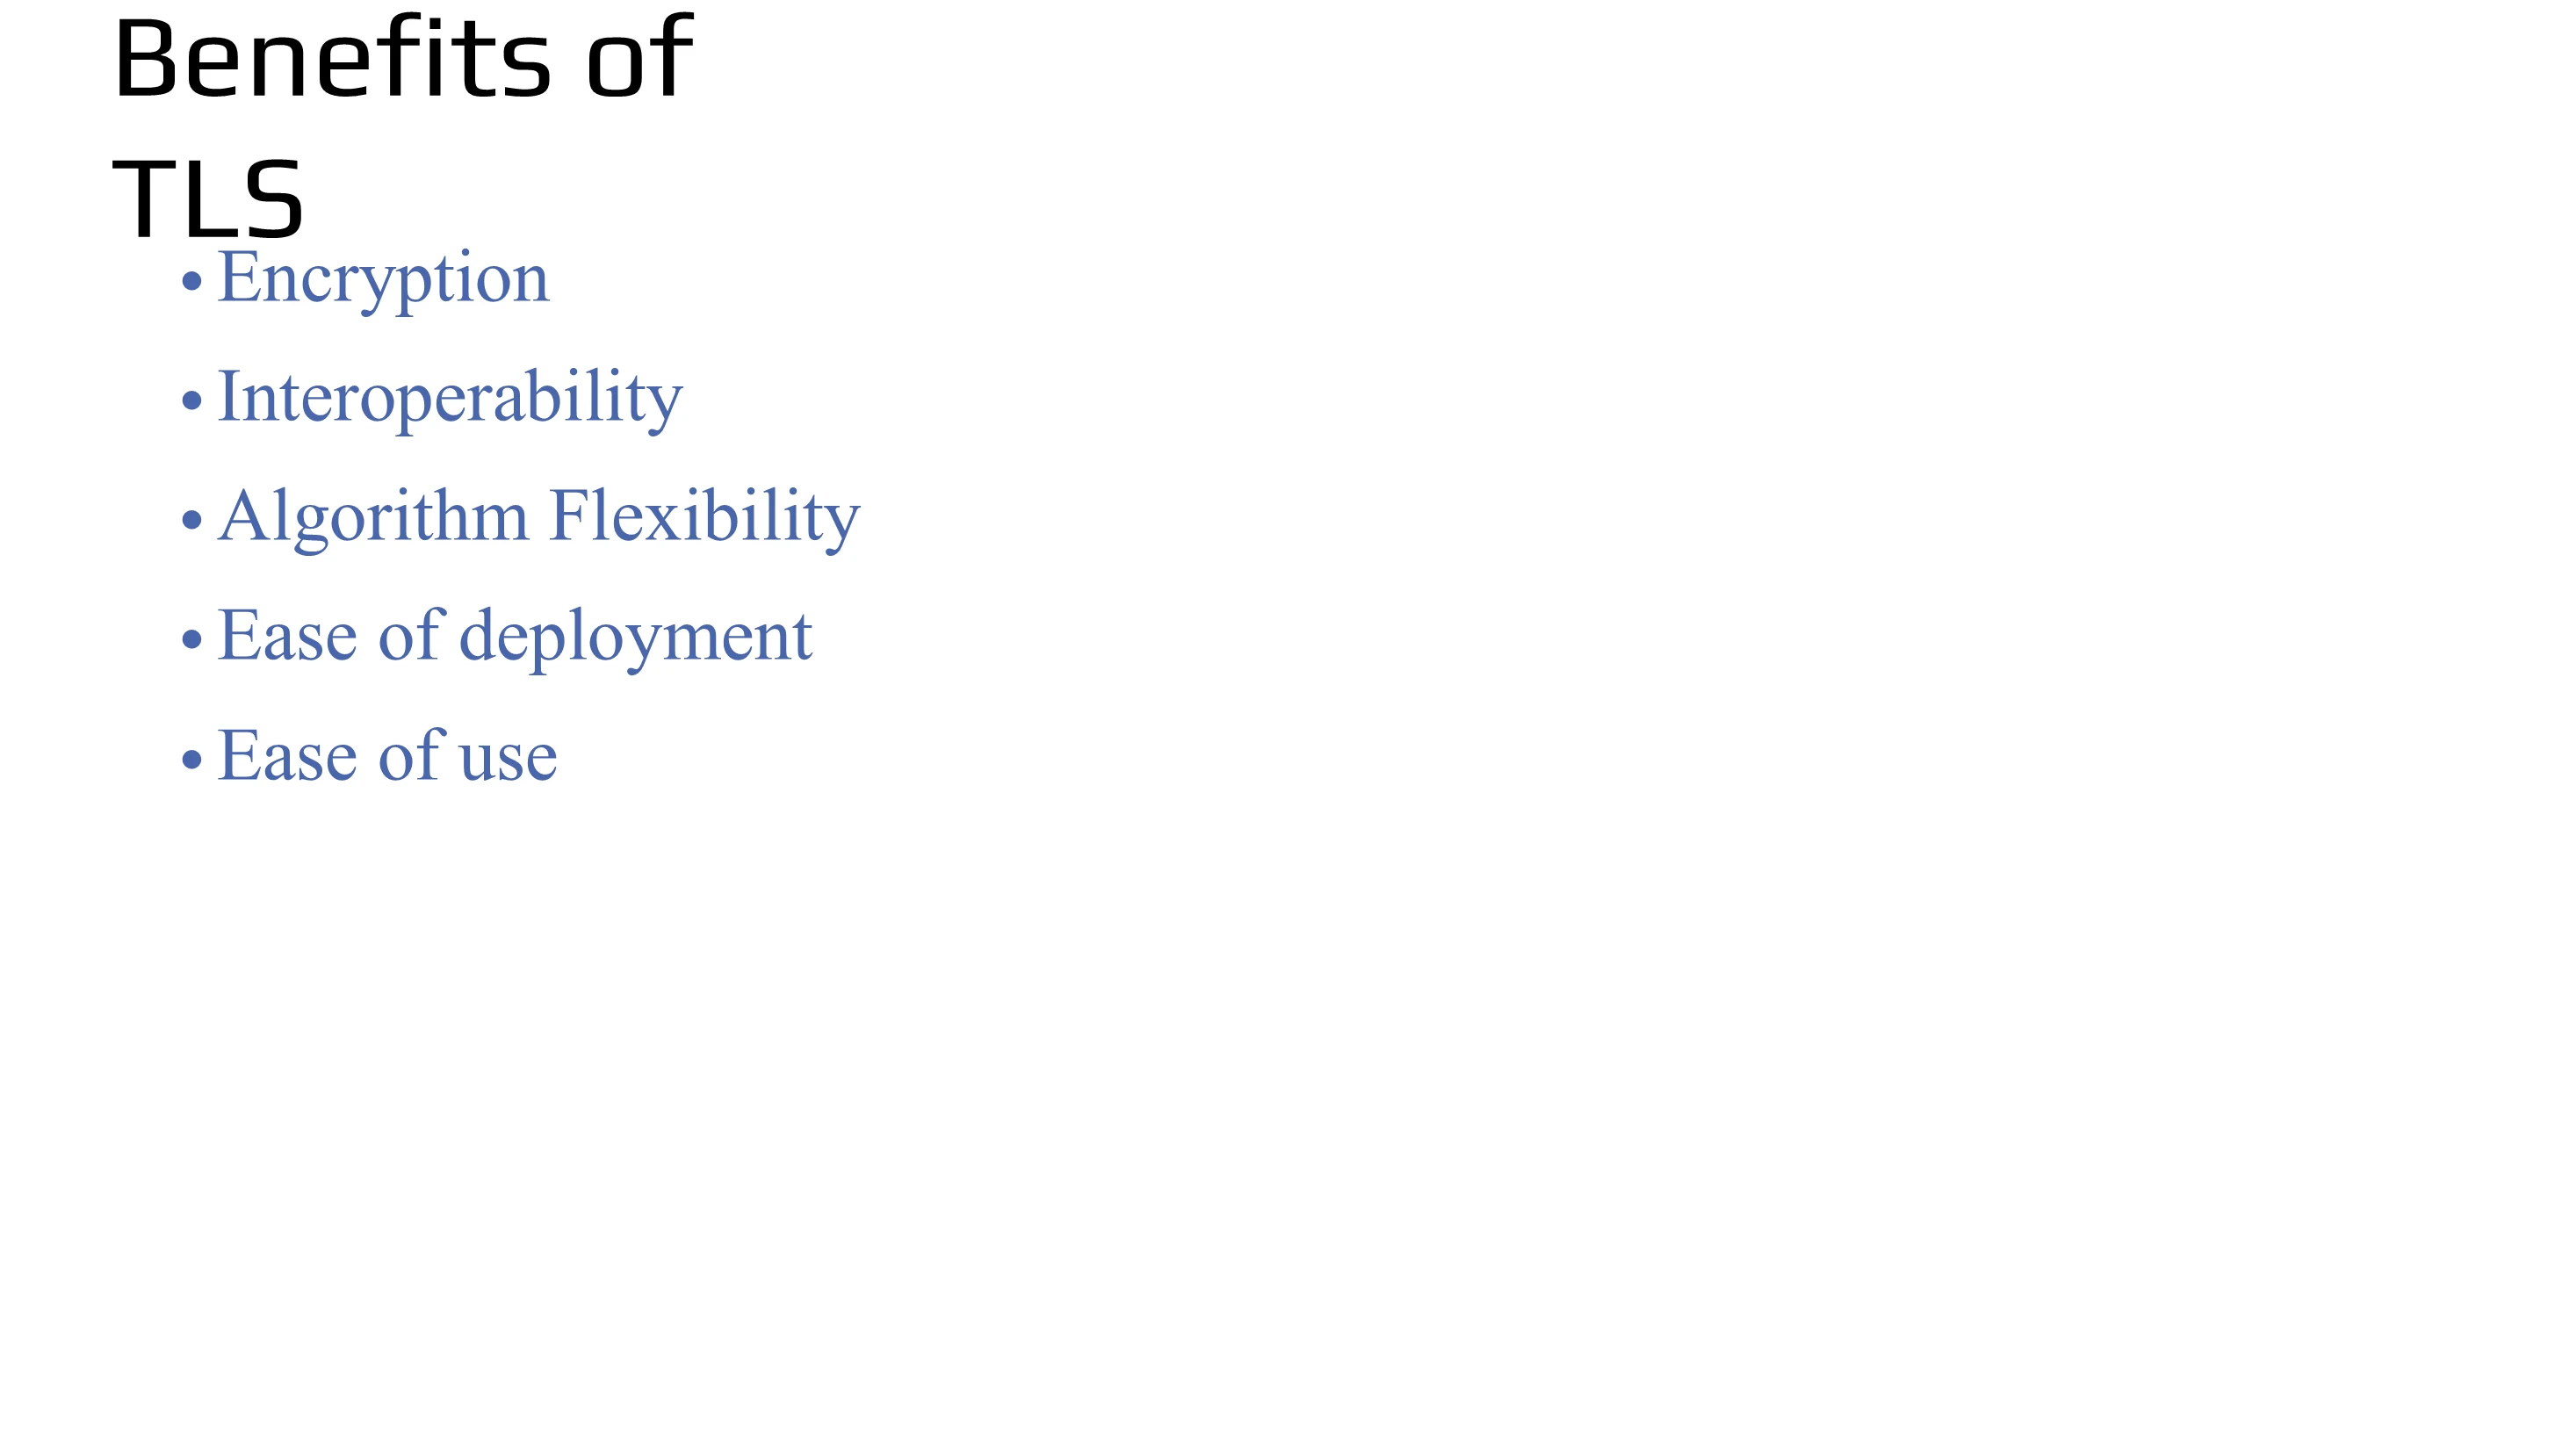 Benefits of
TLS
• Encryption
• Interoperability
• Algorithm Flexibility
• Ease of deployment
• Ease of use